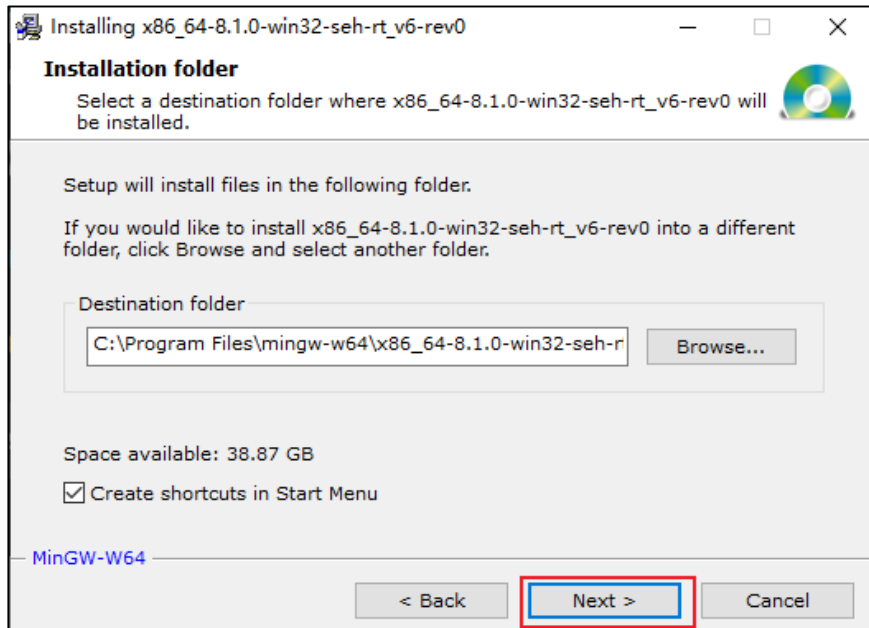 Installing x86_64-8.1.0-win32-seh-rt_v6-rev0
Installation folder
Select a destination folder where x86_64-8.1.0-win32-seh-rt_v6-rev0 will
be installed.
Setup will install files in the following folder.
If you would like to install x86_64-8.1.0-win32-seh-rt_v6-rev0 into a different
folder, click Browse and select another folder.
Destination folder
C:\Program Files\mingw-w64\x86_64-8.1.0-win32-seh-r
Browse...
Space available: 38.87 GB
Create shortcuts in Start Menu
MinGW-W64
< Back
Next >
Cancel